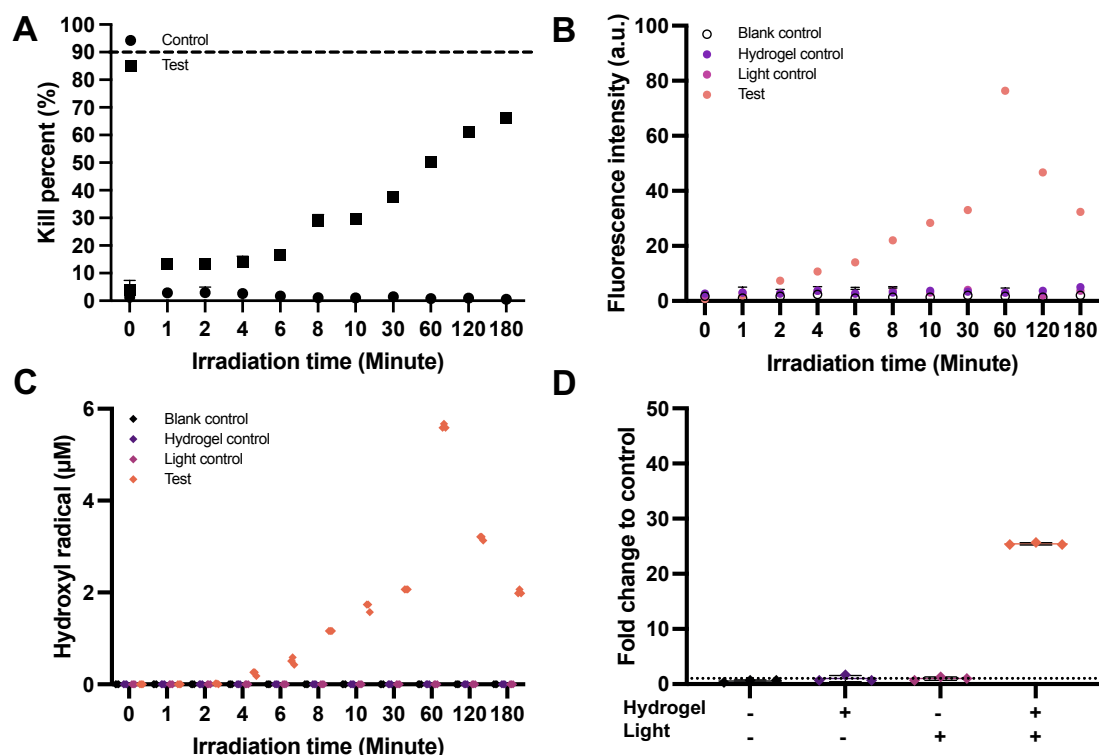 A
100
90
80
70
60
50
40
30
20
10
0
Kill percent (%)
Control
Test
0 1 2 4 6 8 10 30 60 120 180
Irradiation time (Minute)
B
100
80
60
40
20
0
Fluorescence intensity (a.u.)
Blank control
Hydrogel control
Light control
Test
0 1 2 4 6 8 10 30 60 120 180
Irradiation time (Minute)
C
6
4
2
0
Hydroxyl radical (µM)
Blank control
Hydrogel control
Light control
Test
0 1 2 4 6 8 10 30 60 120 180
Irradiation time (Minute)
D
50
40
30
20
10
0
Fold change to control
Hydrogel - + - +
Light - - + +